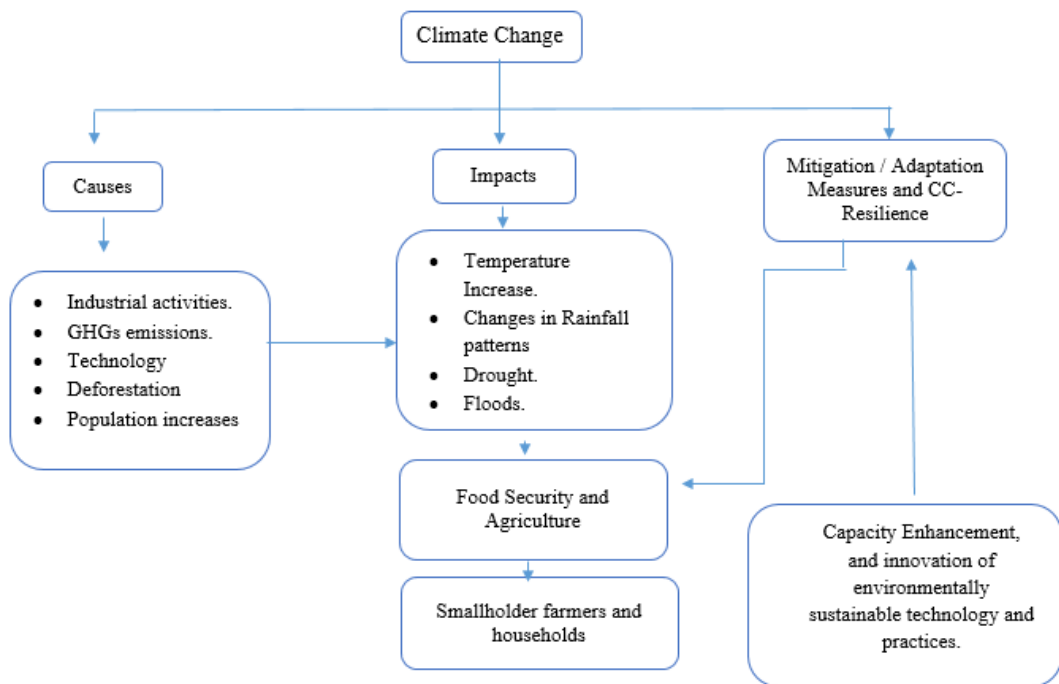 Climate Change
Causes
Impacts
Mitigation / Adaptation
Measures and CC-
Resilience
• Industrial activities.
• GHGs emissions.
• Technology
• Deforestation
• Population increases
• Temperature
Increase.
• Changes in Rainfall
patterns
• Drought.
• Floods.
Food Security and
Agriculture
Smallholder farmers and
households
Capacity Enhancement,
and innovation of
environmentally
sustainable technology and
practices.